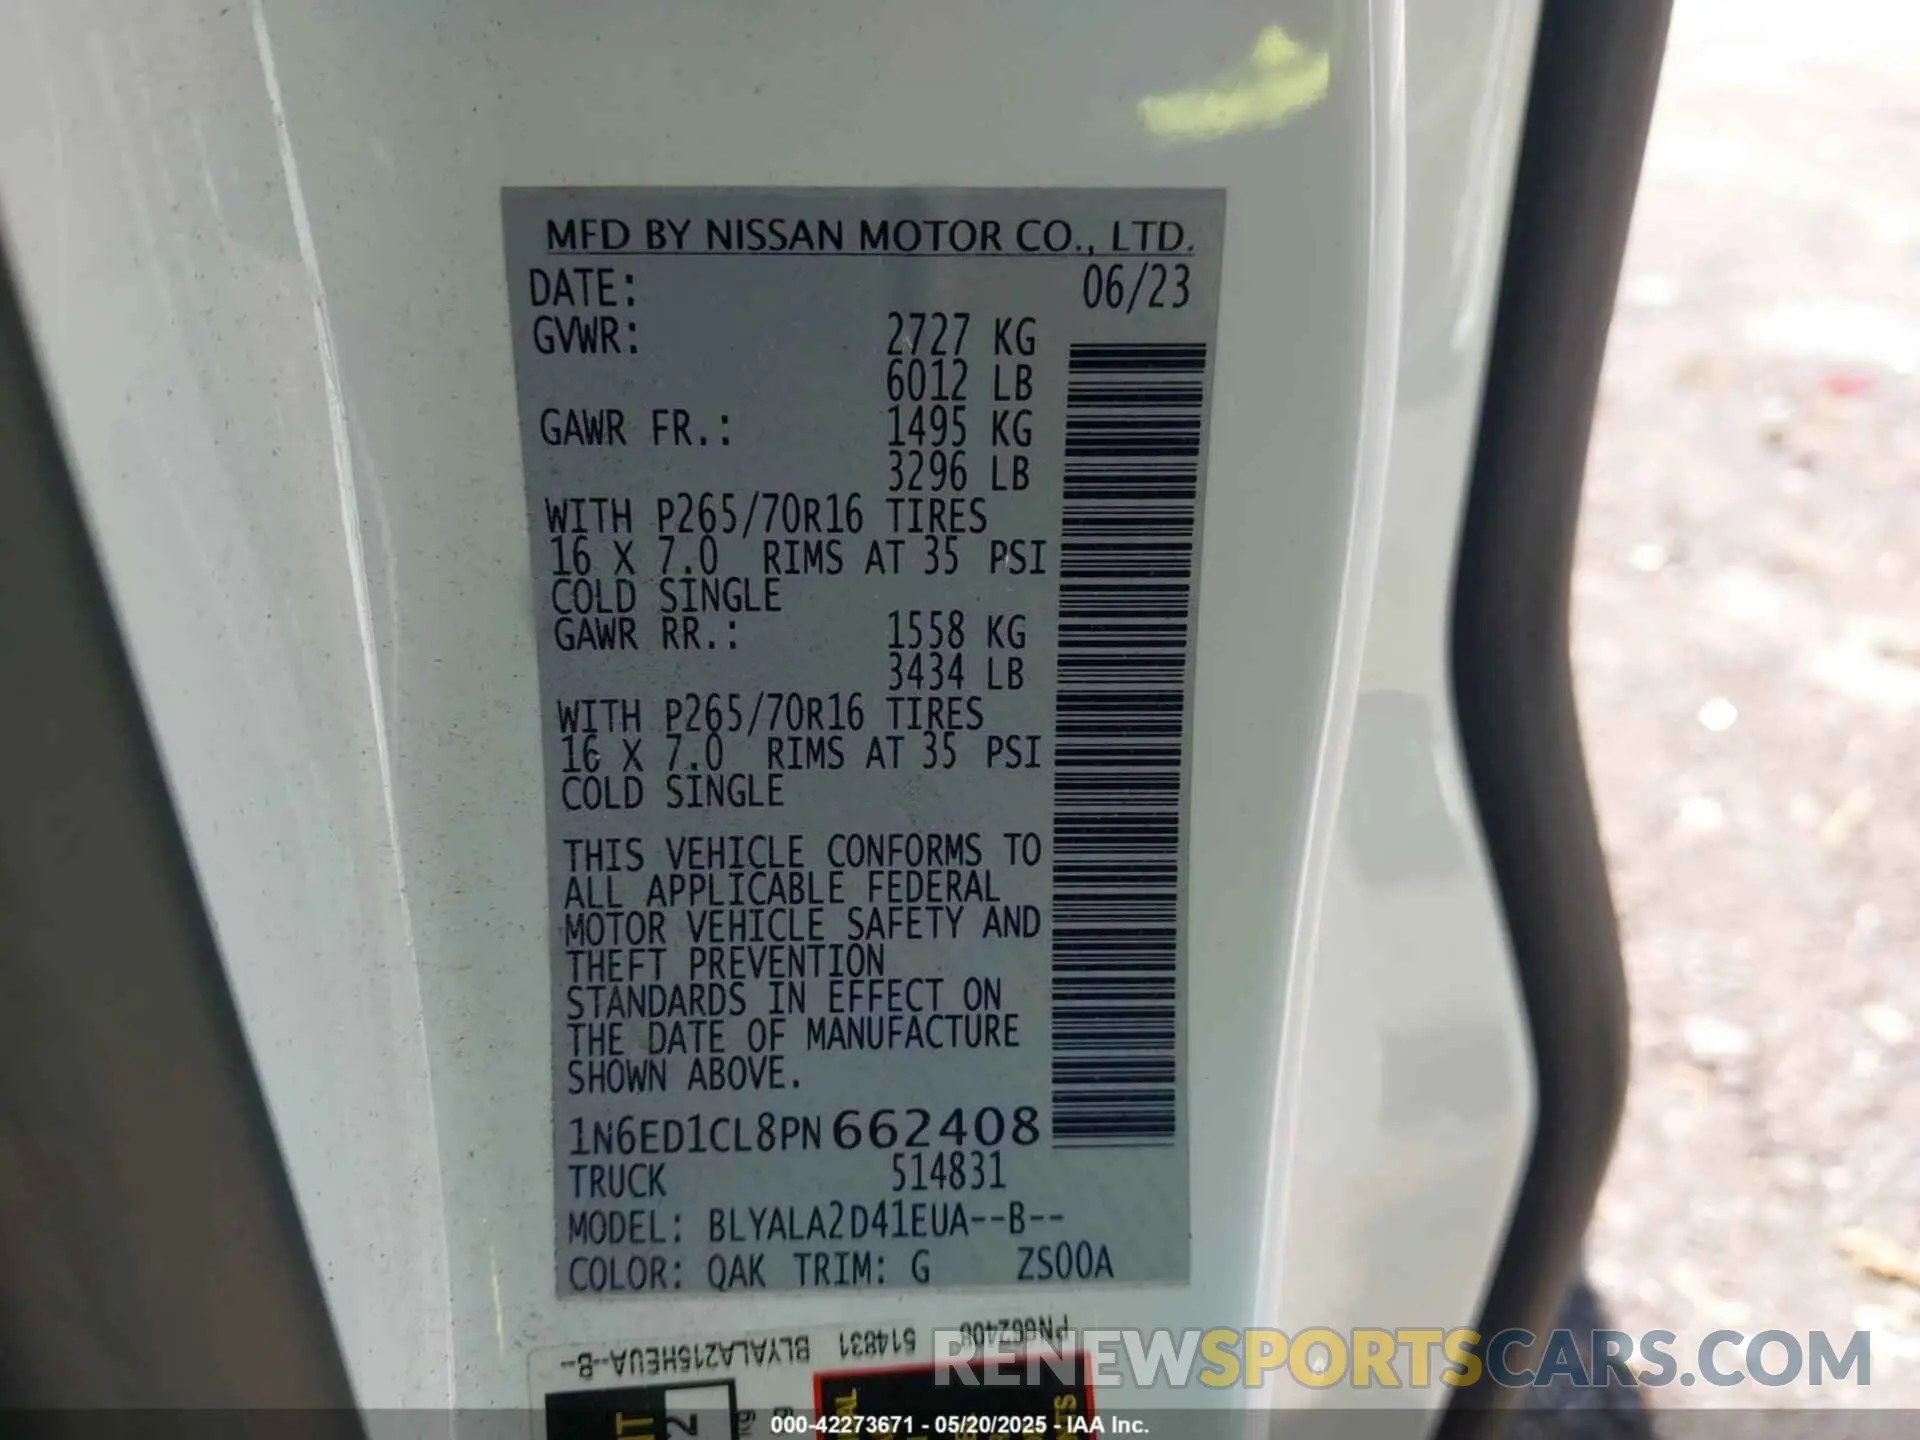 MFD BY NISSAN MOTOR CO., LTD.
DATE: 06/23
GVWR: 2727 KG
6012 LB
GAWR FR.: 1495 KG
3296 LB
WITH P265/70R16 TIRES
16 X 7.0 RIMS AT 35 PSI
COLD SINGLE
GAWR RR.: 1558 KG
3434 LB
WITH P265/70R16 TIRES
16 X 7.0 RIMS AT 35 PSI
COLD SINGLE
THIS VEHICLE CONFORMS TO
ALL APPLICABLE FEDERAL
MOTOR VEHICLE SAFETY AND
THEFT PREVENTION
STANDARDS IN EFFECT ON
THE DATE OF MANUFACTURE
SHOWN ABOVE.
1N6ED1CL8PN662408
TRUCK 514831
MODEL: BLYALA2D41EUA--B--
COLOR: QAK TRIM: G ZS00A
PN662408 514831 BLYALA215HEUA--B--
RENEWSPORTSCARS.COM
000-42273671 - 05/20/2025 - IAA Inc.